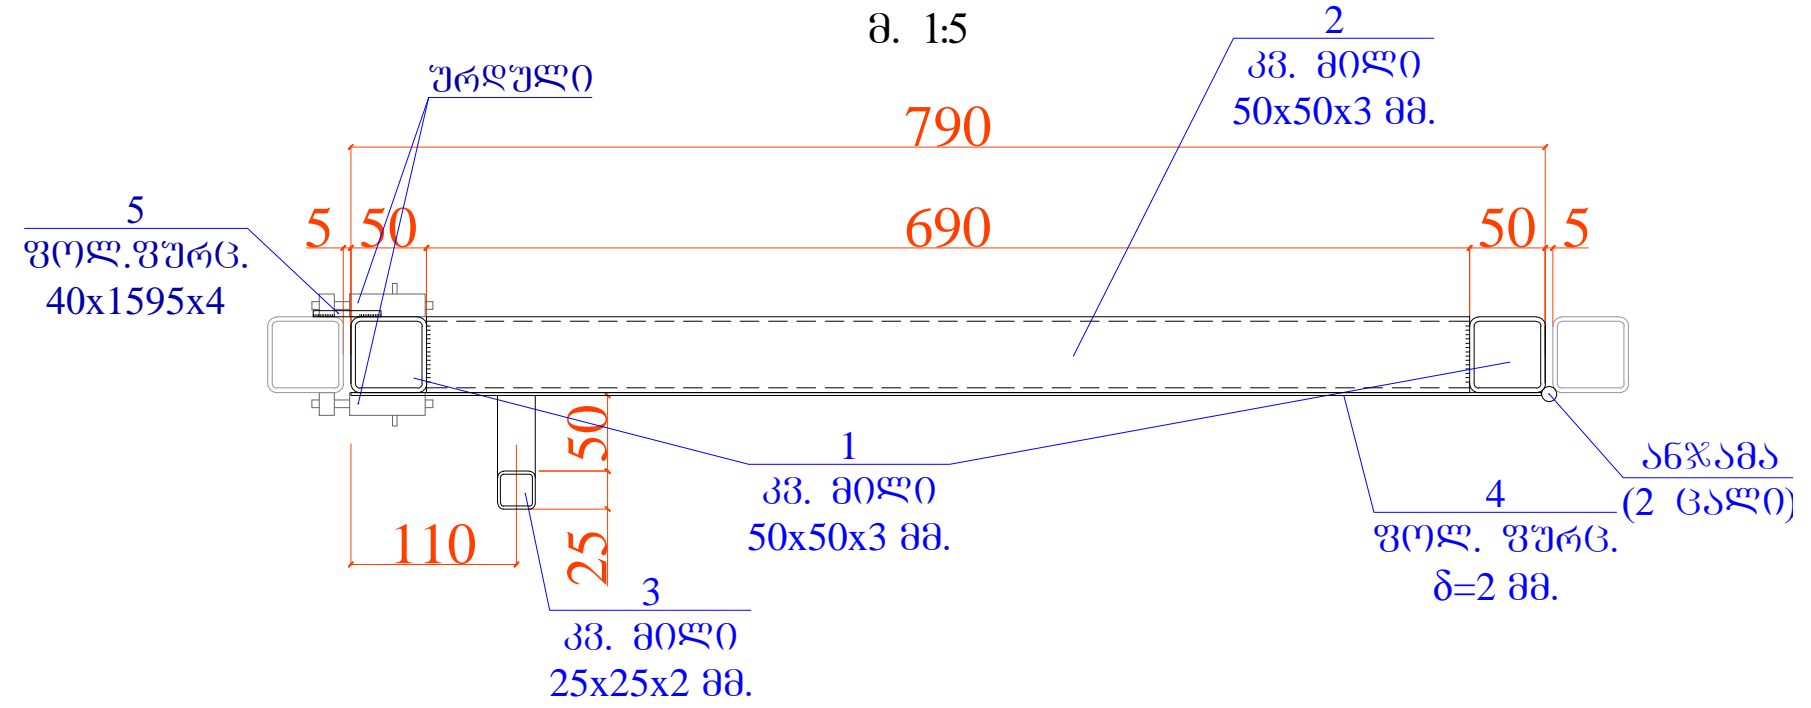 მ. 1:5
2
კვ. მილი
50x50x3 მმ.
ურდული
790
5
ფოლ.ფურც.
40x1595x4
5
50
690
50
5
50
25
110
1
კვ. მილი
50x50x3 მმ.
3
კვ. მილი
25x25x2 მმ.
4
ფოლ. ფურც.
δ=2 მმ.
ანჯამა
(2 ცალი)